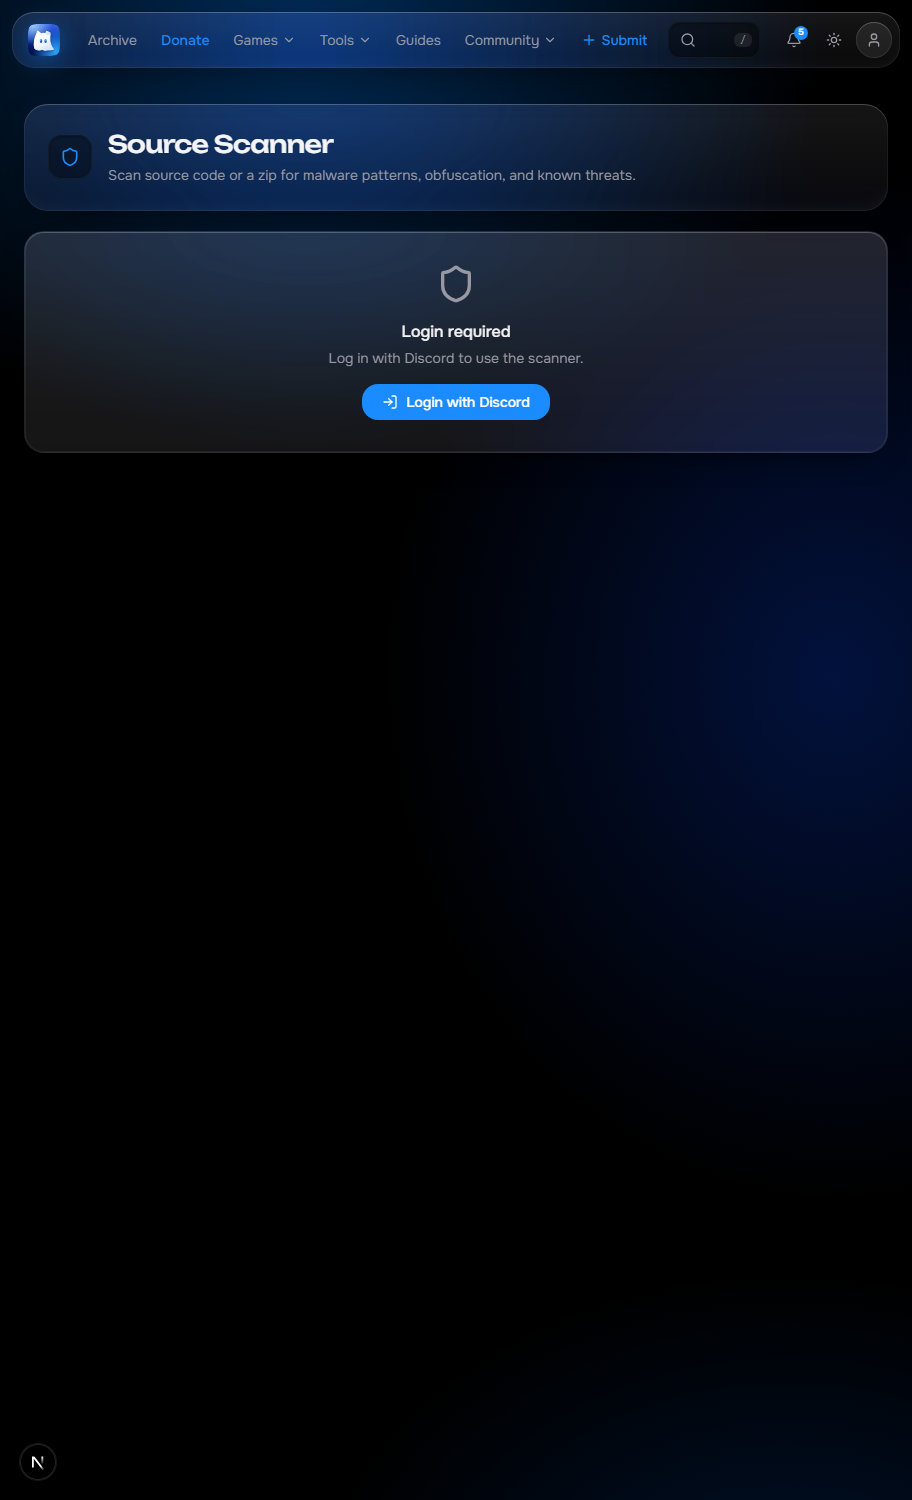 Archive Donate Games Tools Guides Community + Submit / 5
Source Scanner
Scan source code or a zip for malware patterns, obfuscation, and known threats.
Login required
Log in with Discord to use the scanner.
Login with Discord
N